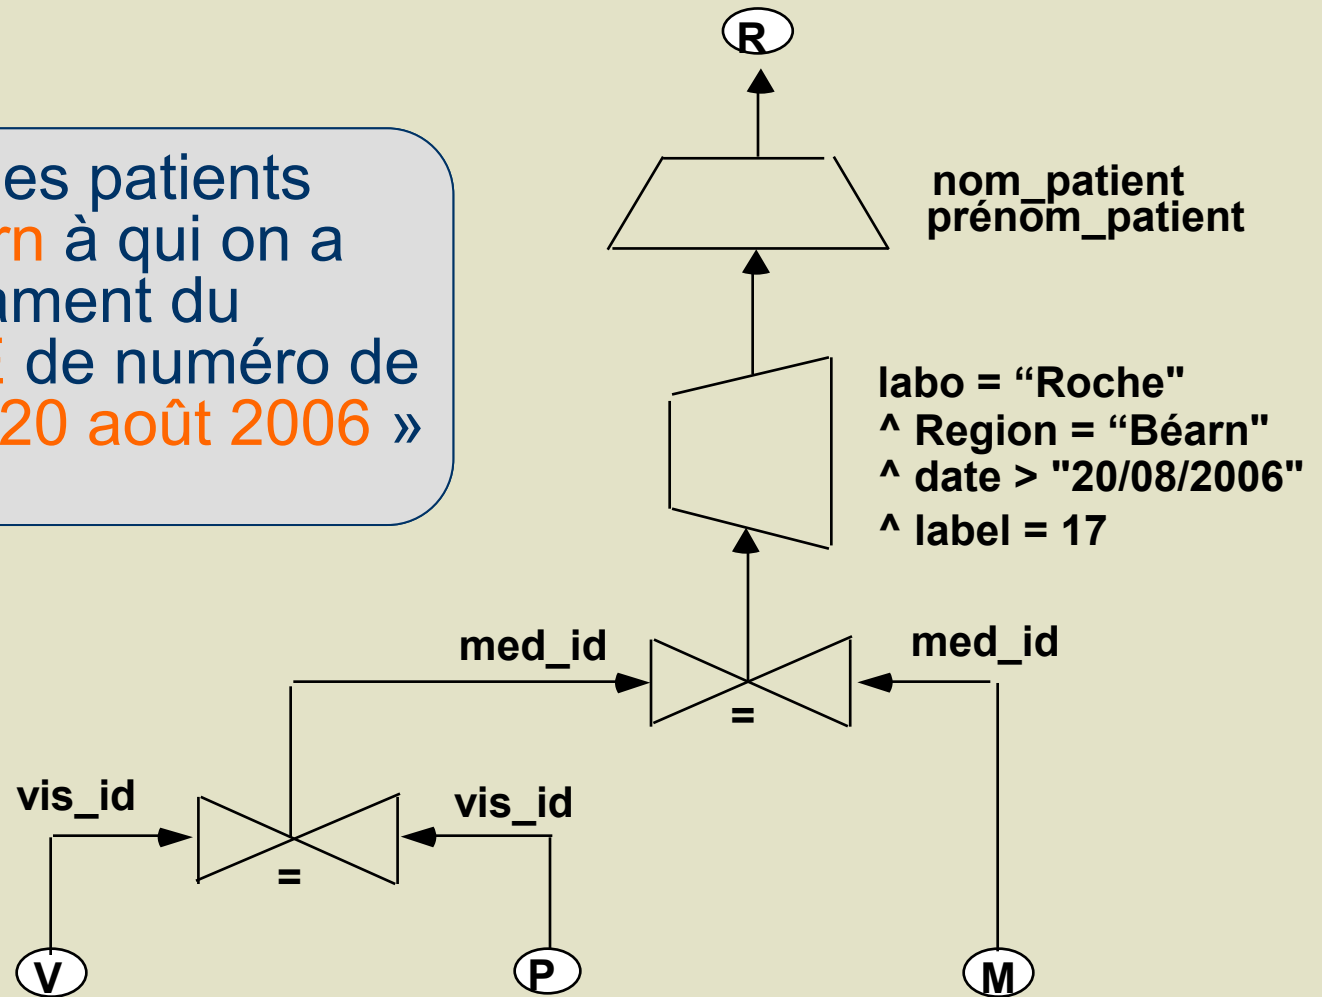 R
es patients
rn à qui on a
ament du
E de numéro de
20 août 2006 »
nom_patient
prénom_patient
labo = “Roche"
^ Region = “Béarn"
^ date > "20/08/2006"
^ label = 17
med_id
med_id
=
vis_id
vis_id
=
V
P
M